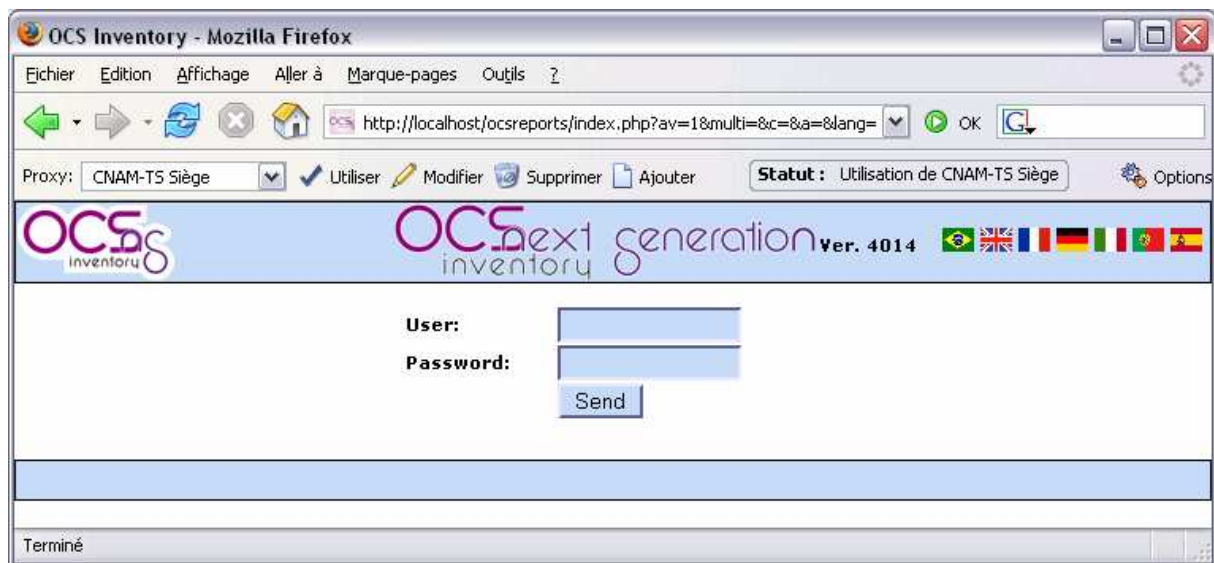 OCS Inventory - Mozilla Firefox
Fichier Edition Affichage Aller à Marque-pages Outils ?
OCS http://localhost/ocsreports/index.php?av=1&multi=&c=&a=&lang= OK G
Proxy: CNAM-TS Siège Utiliser Modifier Supprimer Ajouter Statut : Utilisation de CNAM-TS Siège Options
OCS ng inventory OCS inventory next generation Ver. 4014
User:
Password:
Send
Terminé